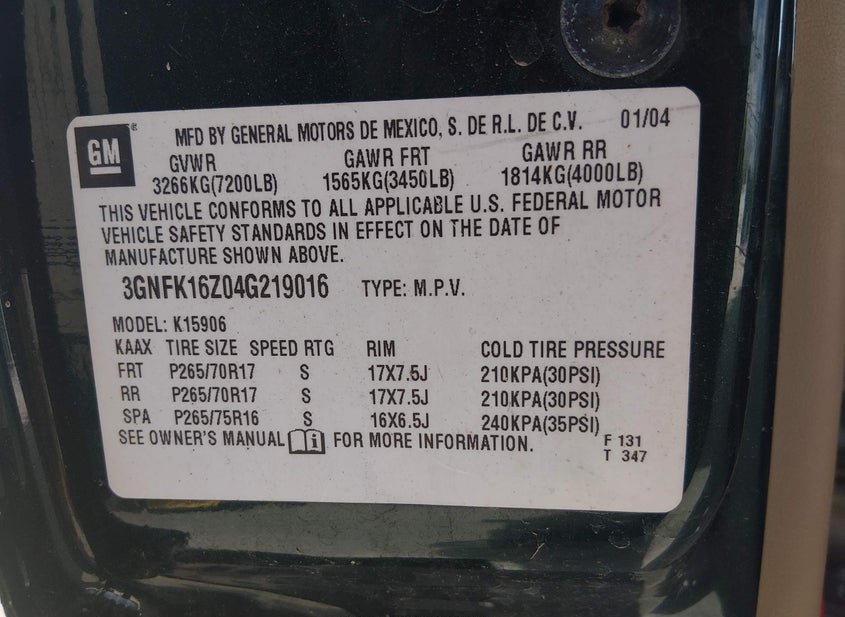 GM ®
MFD BY GENERAL MOTORS DE MEXICO, S. DE R.L. DE C.V. 01/04
GVWR GAWR FRT GAWR RR
3266KG(7200LB) 1565KG(3450LB) 1814KG(4000LB)
THIS VEHICLE CONFORMS TO ALL APPLICABLE U.S. FEDERAL MOTOR
VEHICLE SAFETY STANDARDS IN EFFECT ON THE DATE OF
MANUFACTURE SHOWN ABOVE.
3GNFK16Z04G219016 TYPE: M.P.V.
MODEL: K15906
KAAX TIRE SIZE SPEED RTG RIM COLD TIRE PRESSURE
FRT P265/70R17 S 17X7.5J 210KPA(30PSI)
RR P265/70R17 S 17X7.5J 210KPA(30PSI)
SPA P265/75R16 S 16X6.5J 240KPA(35PSI)
SEE OWNER'S MANUAL i FOR MORE INFORMATION.
F 131
T 347